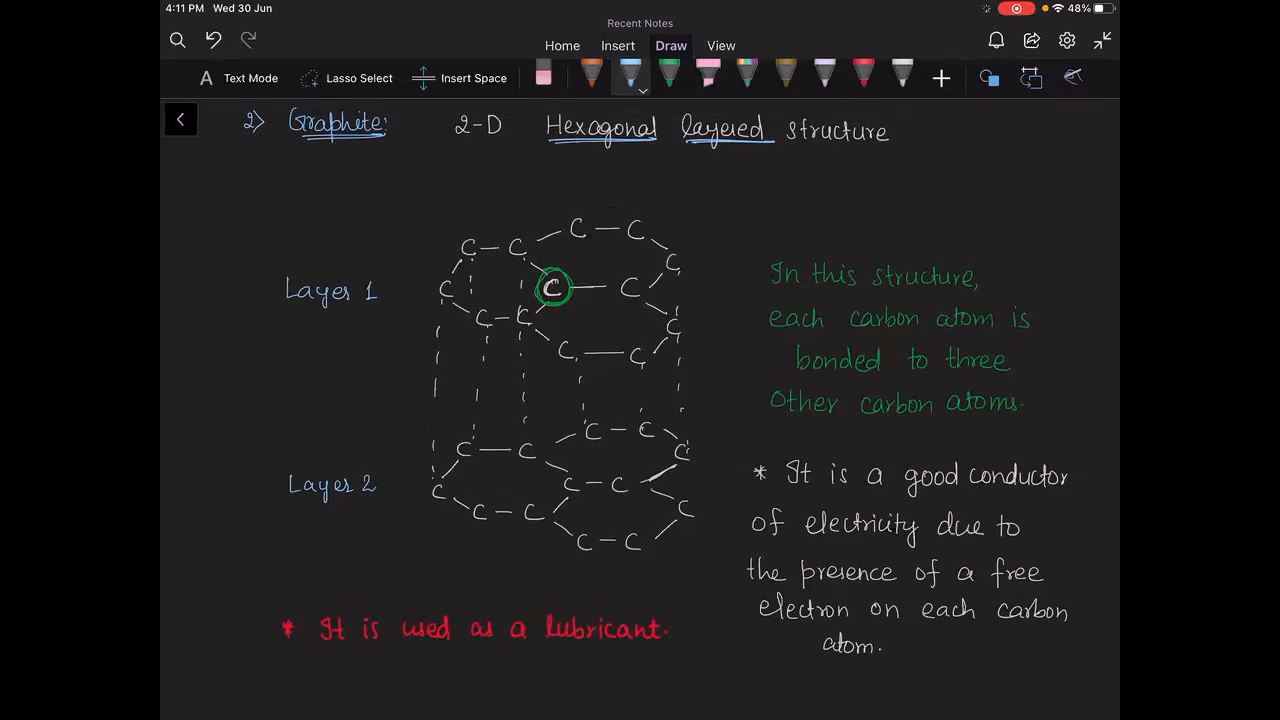 4:11 PM Wed 30 Jun
48%
Recent Notes
Home Insert Draw View
Text Mode Lasso Select Insert Space
2) Graphite: 2-D Hexagonal layered structure
C - C
C - C
C
C
C
C
Layer 1
C
C - C
C
C - C
In this structure,
each carbon atom is
bonded to three
other carbon atoms.
C - C
C - C
C
Layer 2
C
C - C
C - C
C
C - C
* It is a good conductor
of electricity due to
the presence of a free
electron on each carbon
atom.
* It is used as a lubricant.